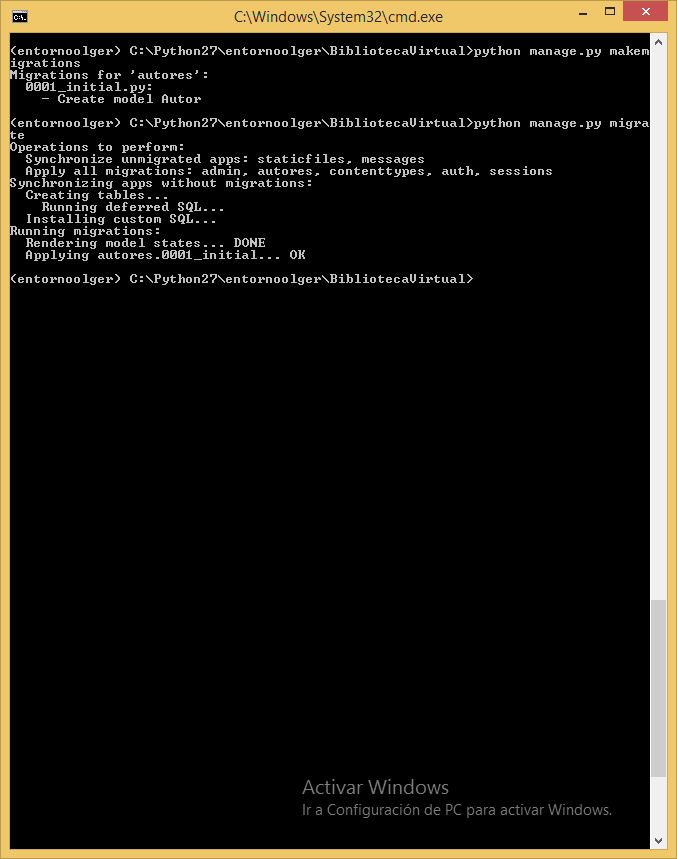 C:\Windows\System32\cmd.exe
(entornoolger) C:\Python27\entornoolger\BibliotecaVirtual>python manage.py makem
igrations
Migrations for 'autores':
  0001_initial.py:
    - Create model Autor
(entornoolger) C:\Python27\entornoolger\BibliotecaVirtual>python manage.py migra
te
Operations to perform:
  Synchronize unmigrated apps: staticfiles, messages
  Apply all migrations: admin, autores, contenttypes, auth, sessions
Synchronizing apps without migrations:
  Creating tables...
    Running deferred SQL...
  Installing custom SQL...
Running migrations:
  Rendering model states... DONE
  Applying autores.0001_initial... OK
(entornoolger) C:\Python27\entornoolger\BibliotecaVirtual>
Activar Windows
Ir a Configuración de PC para activar Windows.